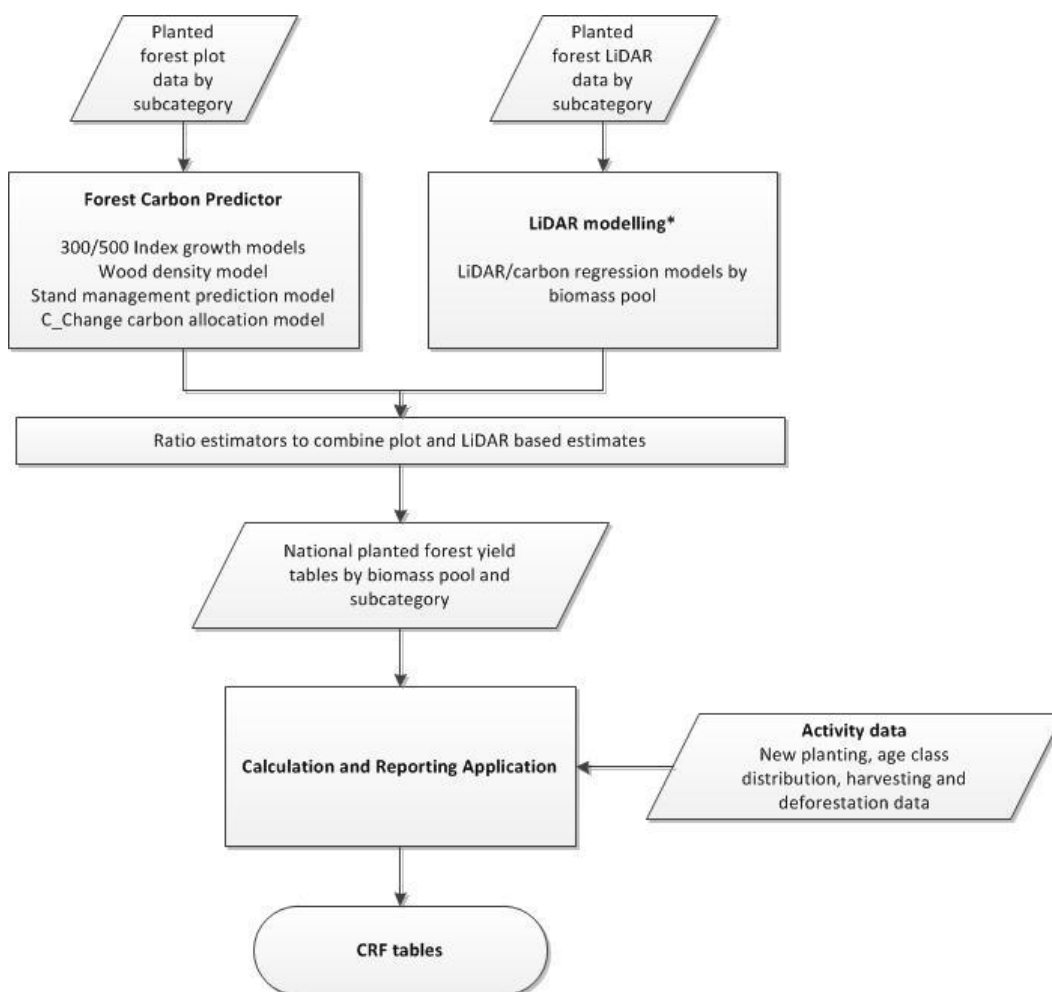 Planted
forest plot
data by
subcategory
Planted
forest LiDAR
data by
subcategory
Forest Carbon Predictor
300/500 Index growth models
Wood density model
Stand management prediction model
C_Change carbon allocation model
LiDAR modelling*
LiDAR/carbon regression models by
biomass pool
Ratio estimators to combine plot and LiDAR based estimates
National planted forest yield
tables by biomass pool and
subcategory
Calculation and Reporting Application
Activity data
New planting, age class
distribution, harvesting and
deforestation data
CRF tables